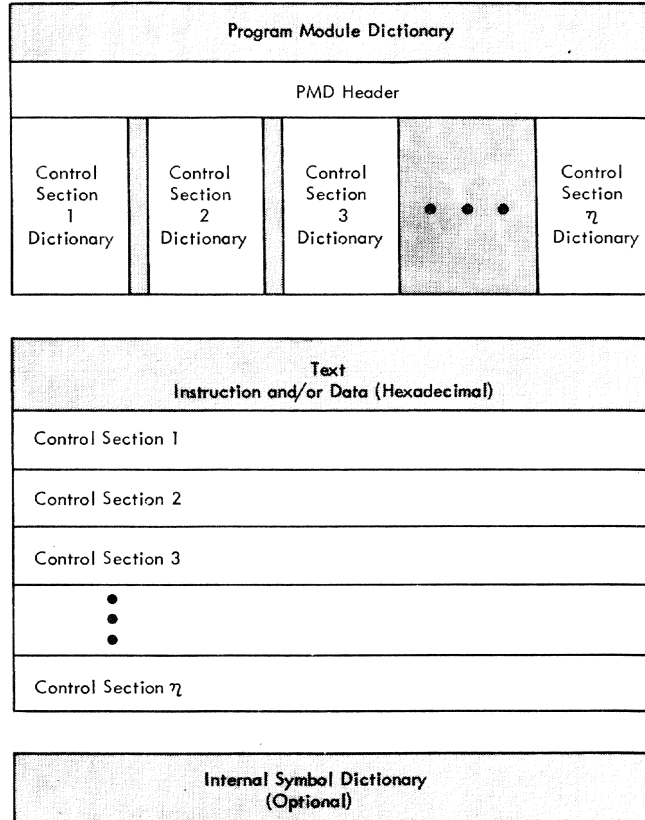 Program Module Dictionary
PMD Header
Control
Section
1
Dictionary
Control
Section
2
Dictionary
Control
Section
3
Dictionary
• • •
Control
Section
η
Dictionary
Text
Instruction and/or Data (Hexadecimal)
Control Section 1
Control Section 2
Control Section 3
•
•
•
Control Section η
Internal Symbol Dictionary
(Optional)